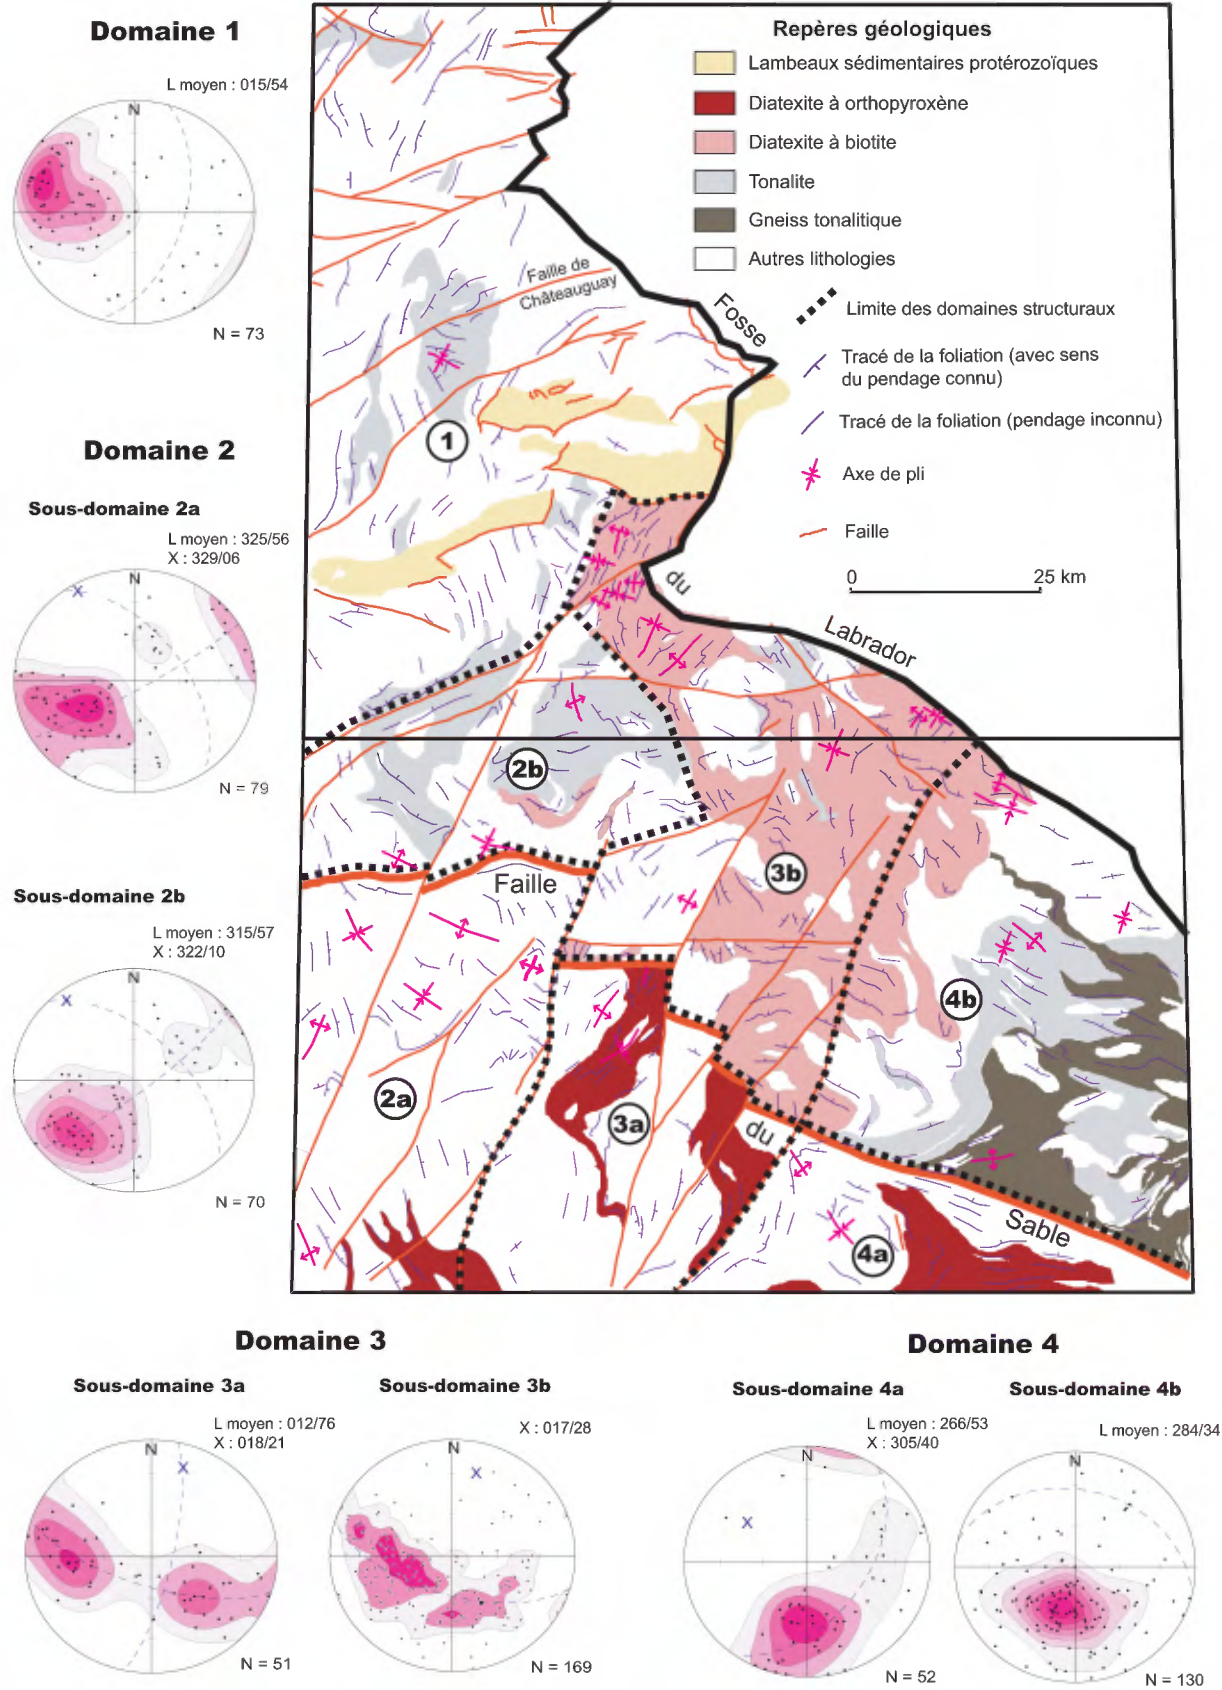 Domaine 1
L moyen : 015/54
N
N = 73
Domaine 2
Sous-domaine 2a
L moyen : 325/56
X : 329/06
N
X
N = 79
Sous-domaine 2b
L moyen : 315/57
X : 322/10
N
X
N = 70
Repères géologiques
Lambeaux sédimentaires protérozoïques
Diatexite à orthopyroxène
Diatexite à biotite
Tonalite
Gneiss tonalitique
Autres lithologies
Limite des domaines structuraux
Tracé de la foliation (avec sens
du pendage connu)
Tracé de la foliation (pendage inconnu)
Axe de pli
Faille
0 25 km
Faille de
Châteauguay
Fosse
du
Labrador
1
2b
Faille
3b
4b
2a
3a
du
Sable
4a
Domaine 3
Sous-domaine 3a
L moyen : 012/76
X : 018/21
N
X
N = 51
Sous-domaine 3b
X : 017/28
N
X
N = 169
Domaine 4
Sous-domaine 4a
L moyen : 266/53
X : 305/40
N
X
N = 52
Sous-domaine 4b
L moyen : 284/34
N
N = 130